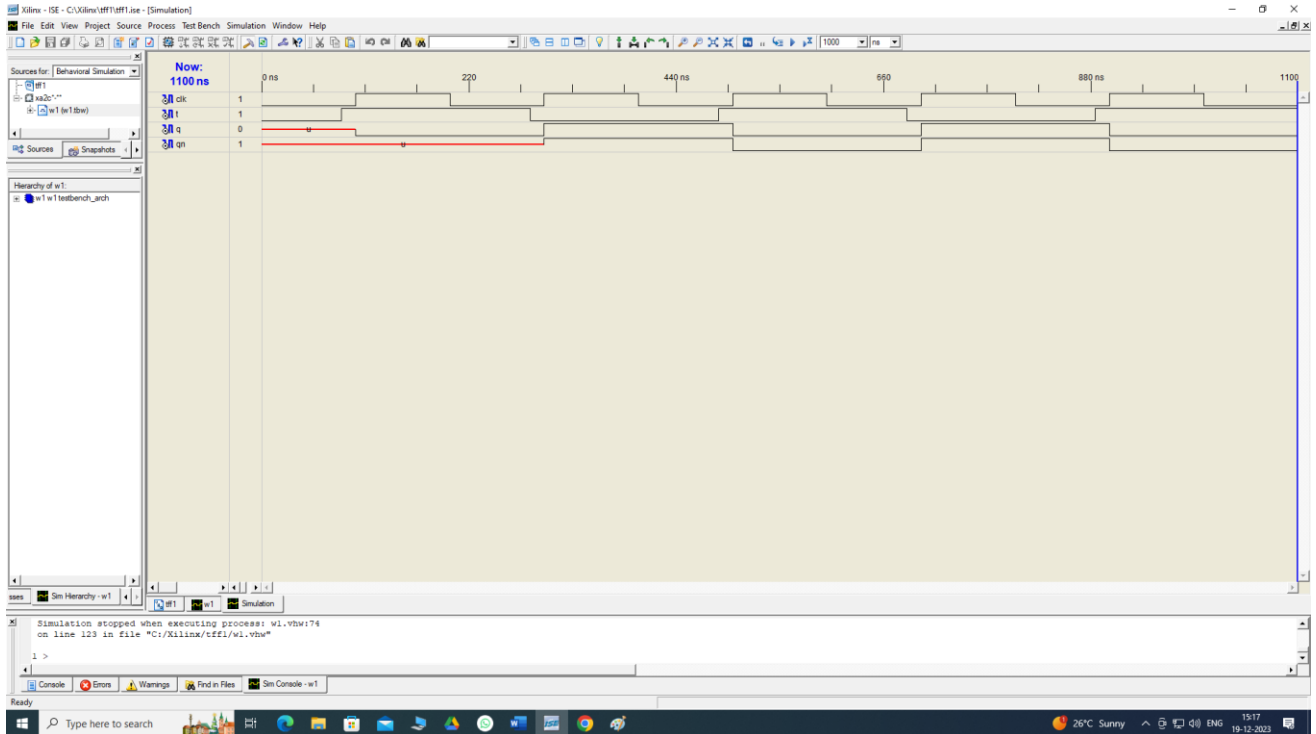 Xilinx - ISE - C:\Xilinx\tff1\tff1.ise - [Simulation]
File Edit View Project Source Process Test Bench Simulation Window Help
1000 ns
Sources for: Behavioral Simulation
tff1
xa2c*-**
w1 (w1.tbw)
Sources Snapshots
Hierarchy of w1:
w1 w1 testbench_arch
sses Sim Hierarchy - w1
Now:
1100 ns
0 ns 220 440 ns 660 880 ns 1100
clk 1
t 1
q 0 u
qn 1 u
tff1 w1 Simulation
Simulation stopped when executing process: w1.vhw:74
on line 123 in file "C:/Xilinx/tff1/w1.vhw"
1 >
Console Errors Warnings Find in Files Sim Console - w1
Ready
Type here to search
26°C Sunny ENG 15:17
19-12-2023